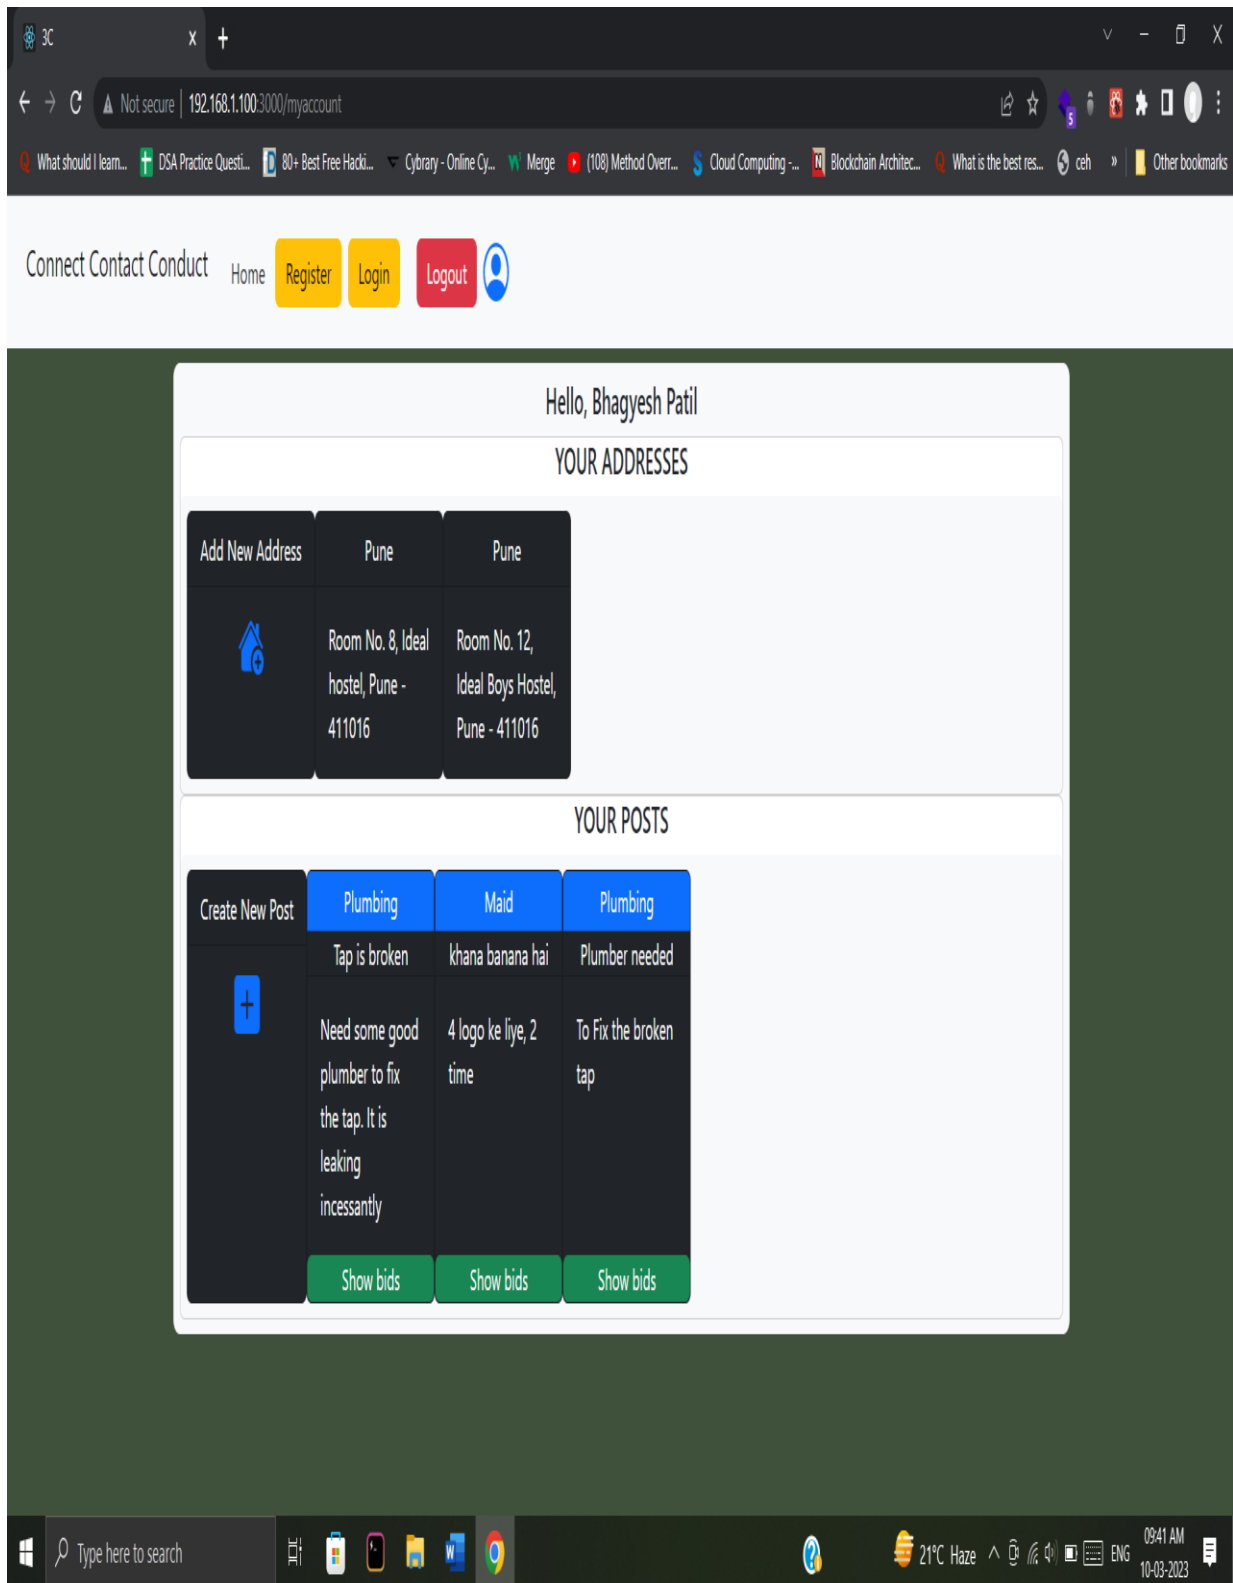 3C
Not secure | 192.168.1.100:3000/myaccount
5
What should I learn... DSA Practice Questi... 80+ Best Free Hacki... Cybrary - Online Cy... Merge (108) Method Overr... Cloud Computing -... Blockchain Architec... What is the best res... ceh » Other bookmarks
Connect Contact Conduct Home Register Login Logout
Hello, Bhagyesh Patil
YOUR ADDRESSES
Add New Address
Pune
Room No. 8, Ideal
hostel, Pune -
411016
Pune
Room No. 12,
Ideal Boys Hostel,
Pune - 411016
YOUR POSTS
Create New Post
Plumbing
Tap is broken
Need some good
plumber to fix
the tap. It is
leaking
incessantly
Show bids
Maid
khana banana hai
4 logo ke liye, 2
time
Show bids
Plumbing
Plumber needed
To Fix the broken
tap
Show bids
Type here to search
21°C Haze
ENG
09:41 AM
10-03-2023